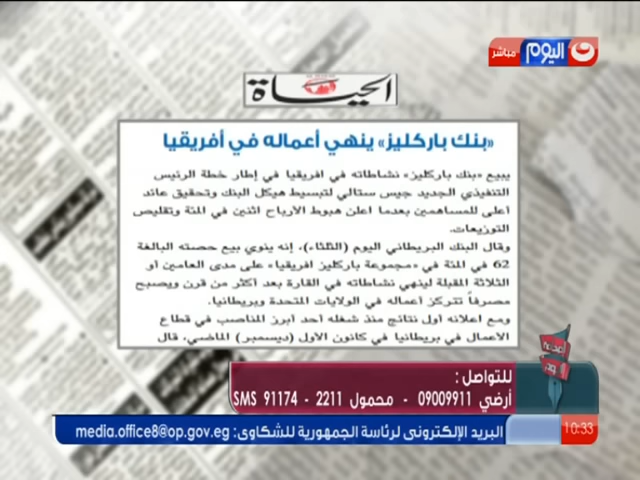 اليوم
مباشر
الحياة
«بنك باركليز» ينهي أعماله في أفريقيا
يبيع «بنك باركليز» نشاطاته في افريقيا في إطار خطة الرئيس
التنفيذي الجديد جيس ستالي لتبسيط هيكل البنك وتحقيق عائد
أعلى للمساهمين بعدما اعلن هبوط الارباح اثنين في المئة وتقليص
التوزيعات.
وقال البنك البريطاني اليوم (الثلثاء)، إنه ينوي بيع حصته البالغة
62 في المئة في «مجموعة باركليز افريقيا» على مدى العامين او
الثلاثة المقبلة لينهي نشاطاته في القارة بعد اكثر من قرن ويصبح
مصرفاً تتركز أعماله في الولايات المتحدة وبريطانيا.
ومع اعلانه أول نتائج منذ شغله أحد ابرز المناصب في قطاع
الاعمال في بريطانيا في كانون الاول (ديسمبر) الماضي، قال
للتواصل :
أرضي 09009911 - محمول 2211 - SMS 91174
البريد الإلكتروني لرئاسة الجمهورية للشكاوى: media.office8@op.gov.eg
10:33